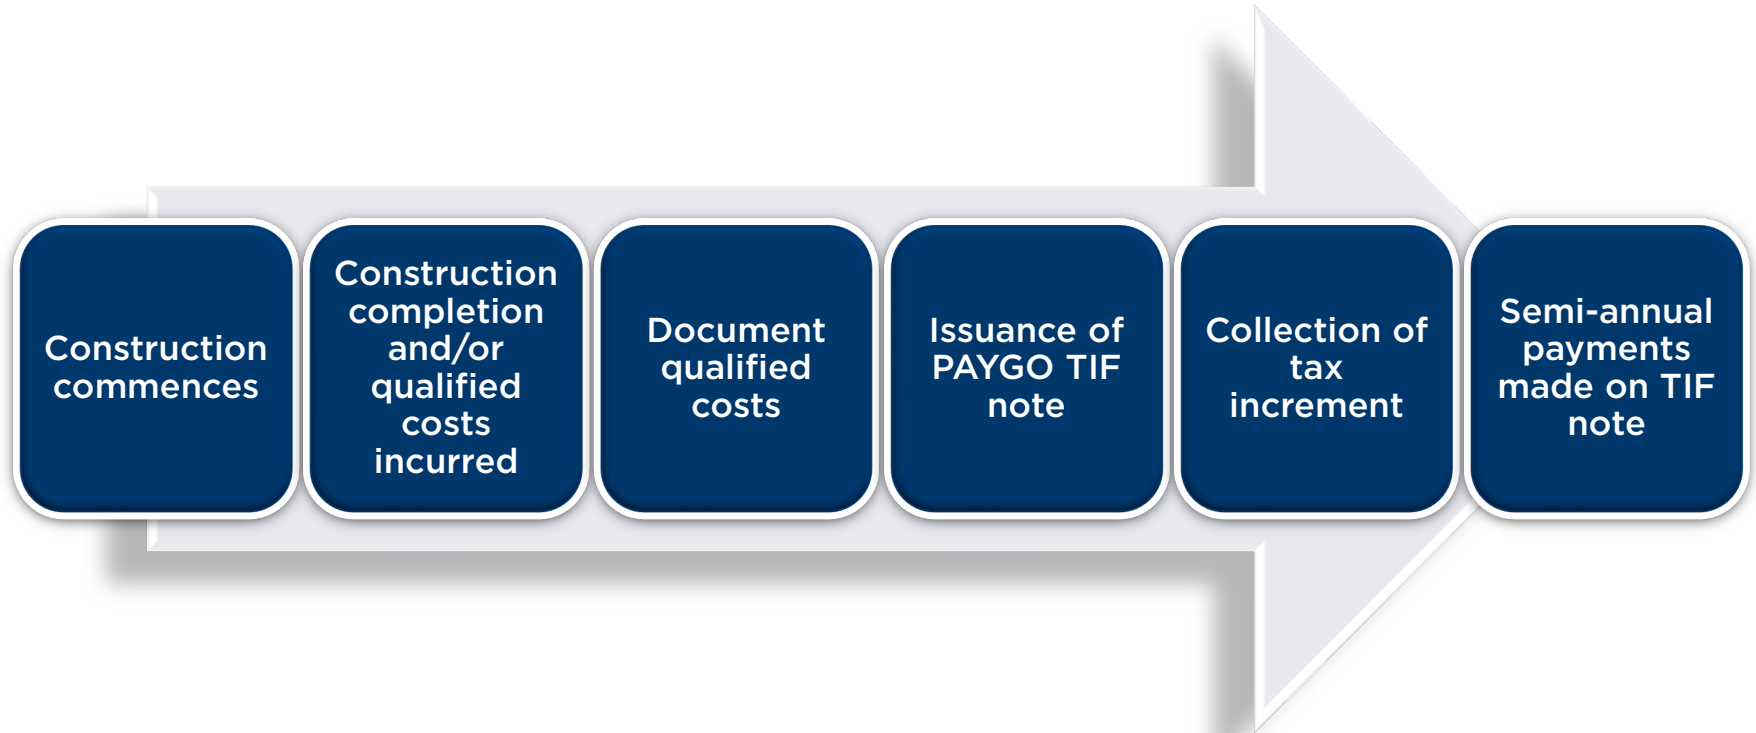 Construction
commences
Construction
completion
and/or
qualified
costs
incurred
Document
qualified
costs
Issuance of
PAYGO TIF
note
Collection of
tax
increment
Semi-annual
payments
made on TIF
note